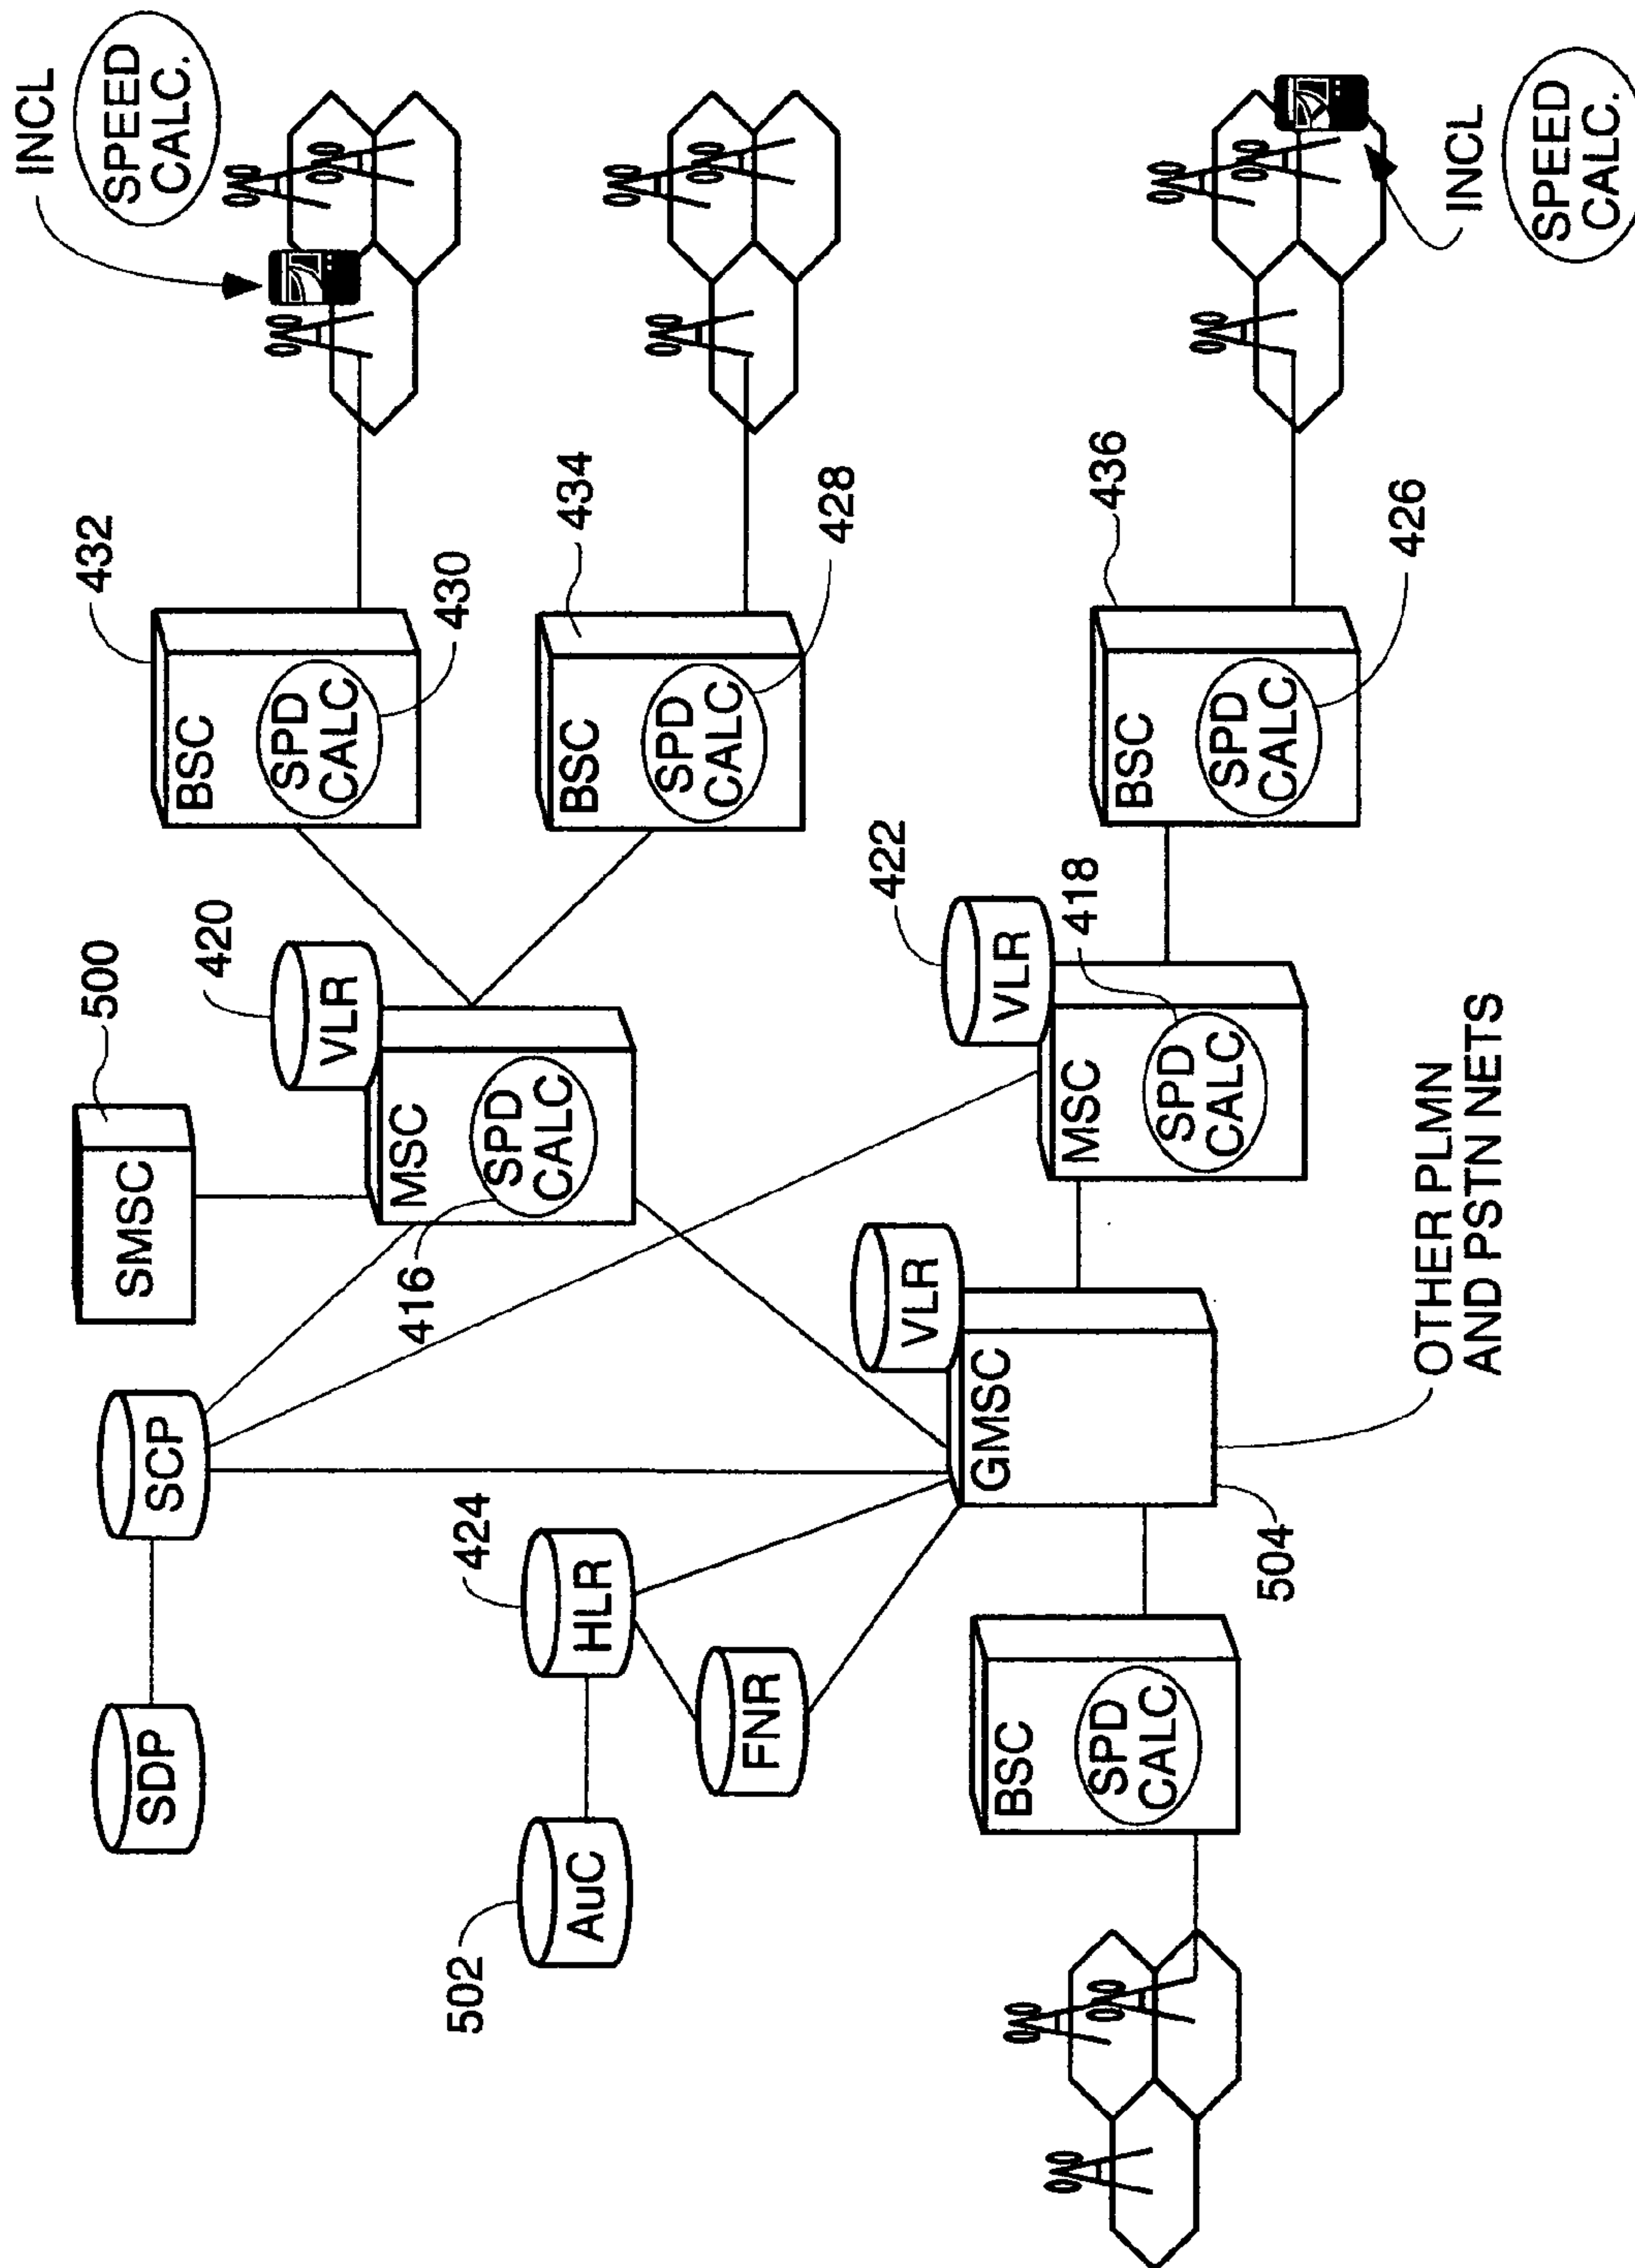 INCL
SPEED
CALC.
432
BSC
SPD
CALC
430
434
BSC
SPD
CALC
428
436
BSC
SPD
CALC
426
INCL
SPEED
CALC.
500
SMSC
420
VLR
MSC
SPD
CALC
416
422
VLR
418
MSC
SPD
CALC
SDP
SCP
424
HLR
AuC
502
FNR
VLR
GMSC
504
BSC
SPD
CALC
OTHER PLMN
AND PSTN NETS